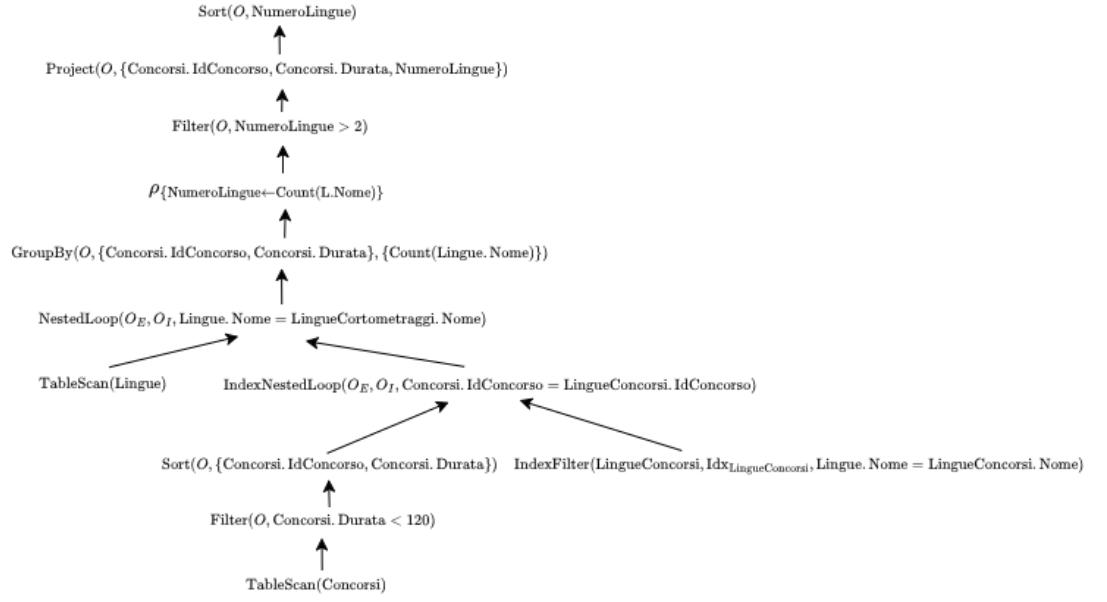 Sort(O, NumeroLingue)
Project(O, {Concorsi. IdConcorso, Concorsi. Durata, NumeroLingue})
Filter(O, NumeroLingue > 2)
ρ{NumeroLingue←Count(L.Nome)}
GroupBy(O, {Concorsi. IdConcorso, Concorsi. Durata}, {Count(Lingue. Nome)})
NestedLoop(O_E, O_I, Lingue. Nome = LingueCortometraggi. Nome)
TableScan(Lingue)
IndexNestedLoop(O_E, O_I, Concorsi. IdConcorso = LingueConcorsi. IdConcorso)
Sort(O, {Concorsi. IdConcorso, Concorsi. Durata})
IndexFilter(LingueConcorsi, Idx_LingueConcorsi, Lingue. Nome = LingueConcorsi. Nome)
Filter(O, Concorsi. Durata < 120)
TableScan(Concorsi)